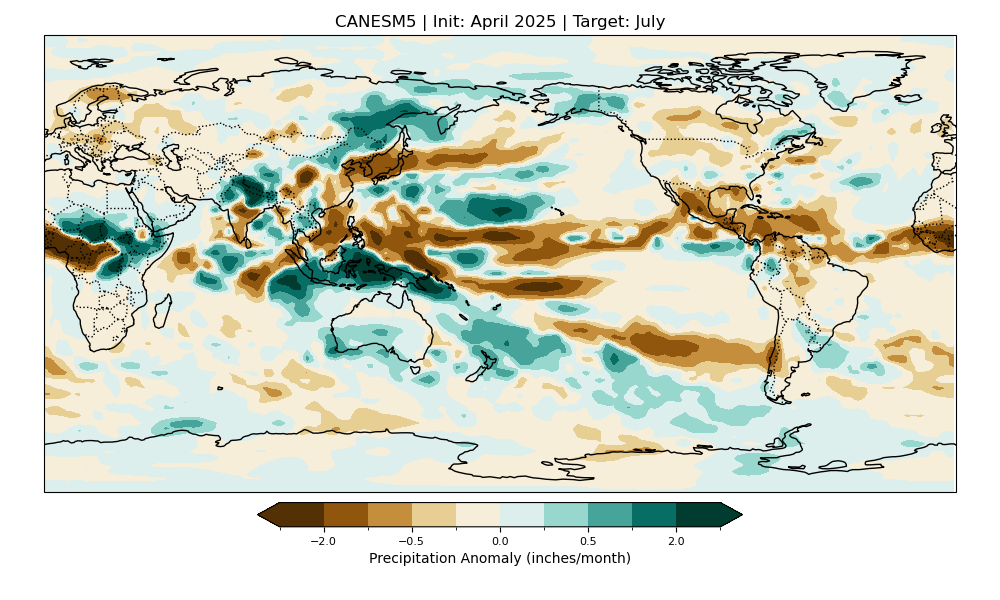 CANESM5 | Init: April 2025 | Target: July
−2.0 −0.5 0.0 0.5 2.0
Precipitation Anomaly (inches/month)